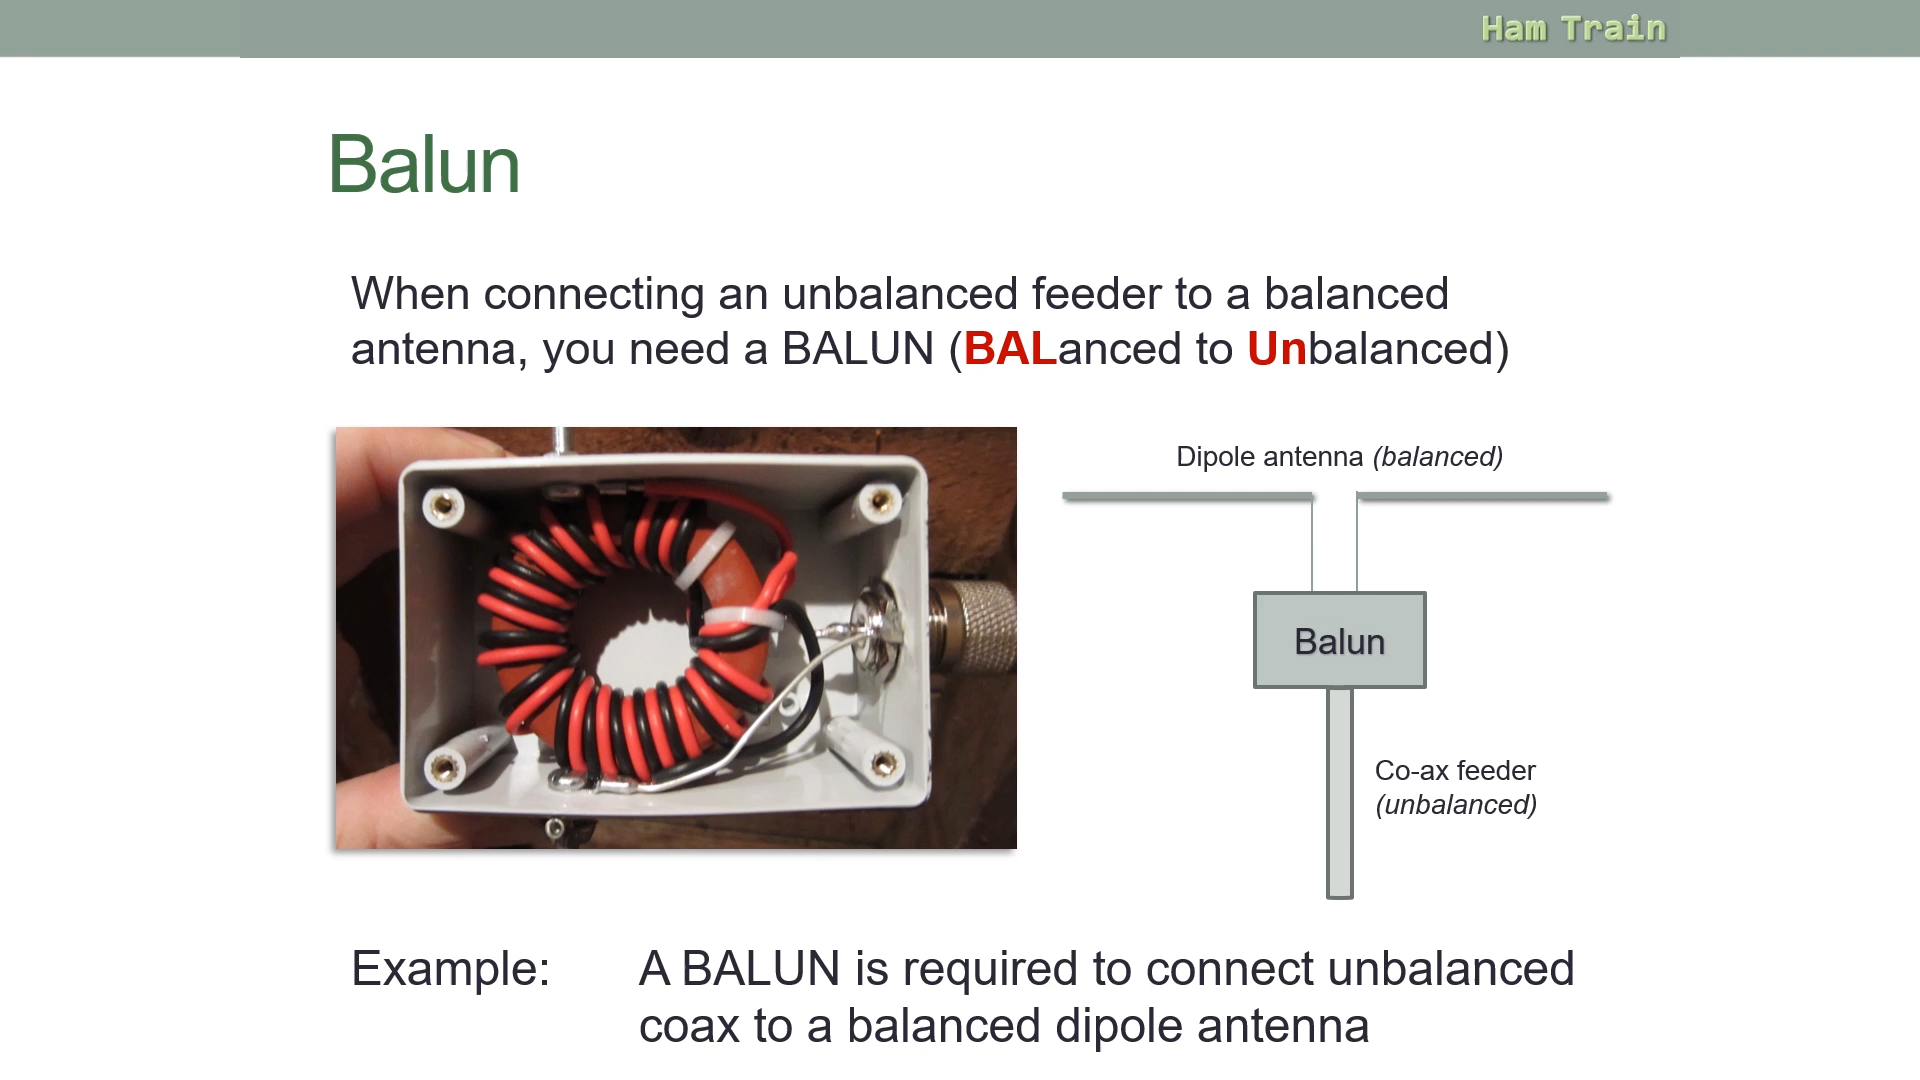 Ham Train
Balun
When connecting an unbalanced feeder to a balanced
antenna, you need a BALUN (BALanced to Unbalanced)
Dipole antenna (balanced)
Balun
Co-ax feeder
(unbalanced)
Example: A BALUN is required to connect unbalanced
coax to a balanced dipole antenna